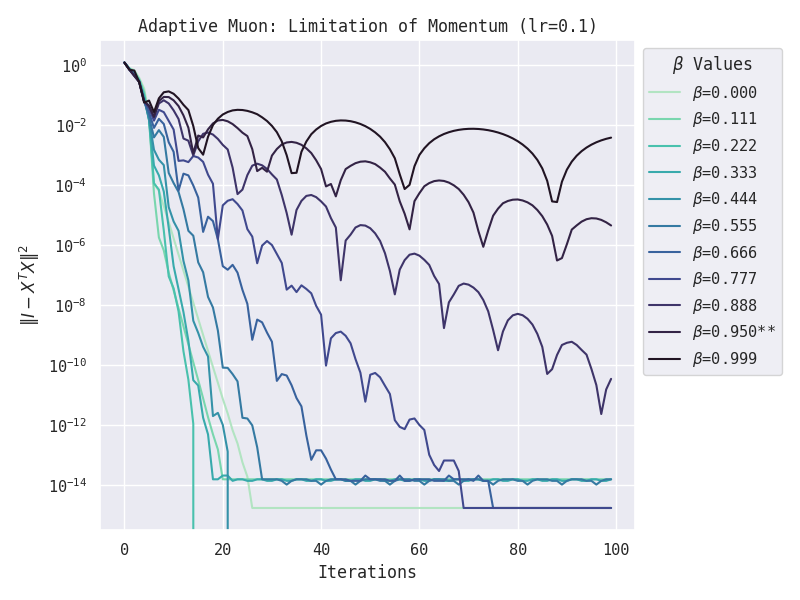 Adaptive Muon: Limitation of Momentum (lr=0.1)
10⁰
10⁻²
10⁻⁴
10⁻⁶
10⁻⁸
10⁻¹⁰
10⁻¹²
10⁻¹⁴
‖I − XᵀX‖²
0 20 40 60 80 100
Iterations
β Values
β=0.000
β=0.111
β=0.222
β=0.333
β=0.444
β=0.555
β=0.666
β=0.777
β=0.888
β=0.950**
β=0.999